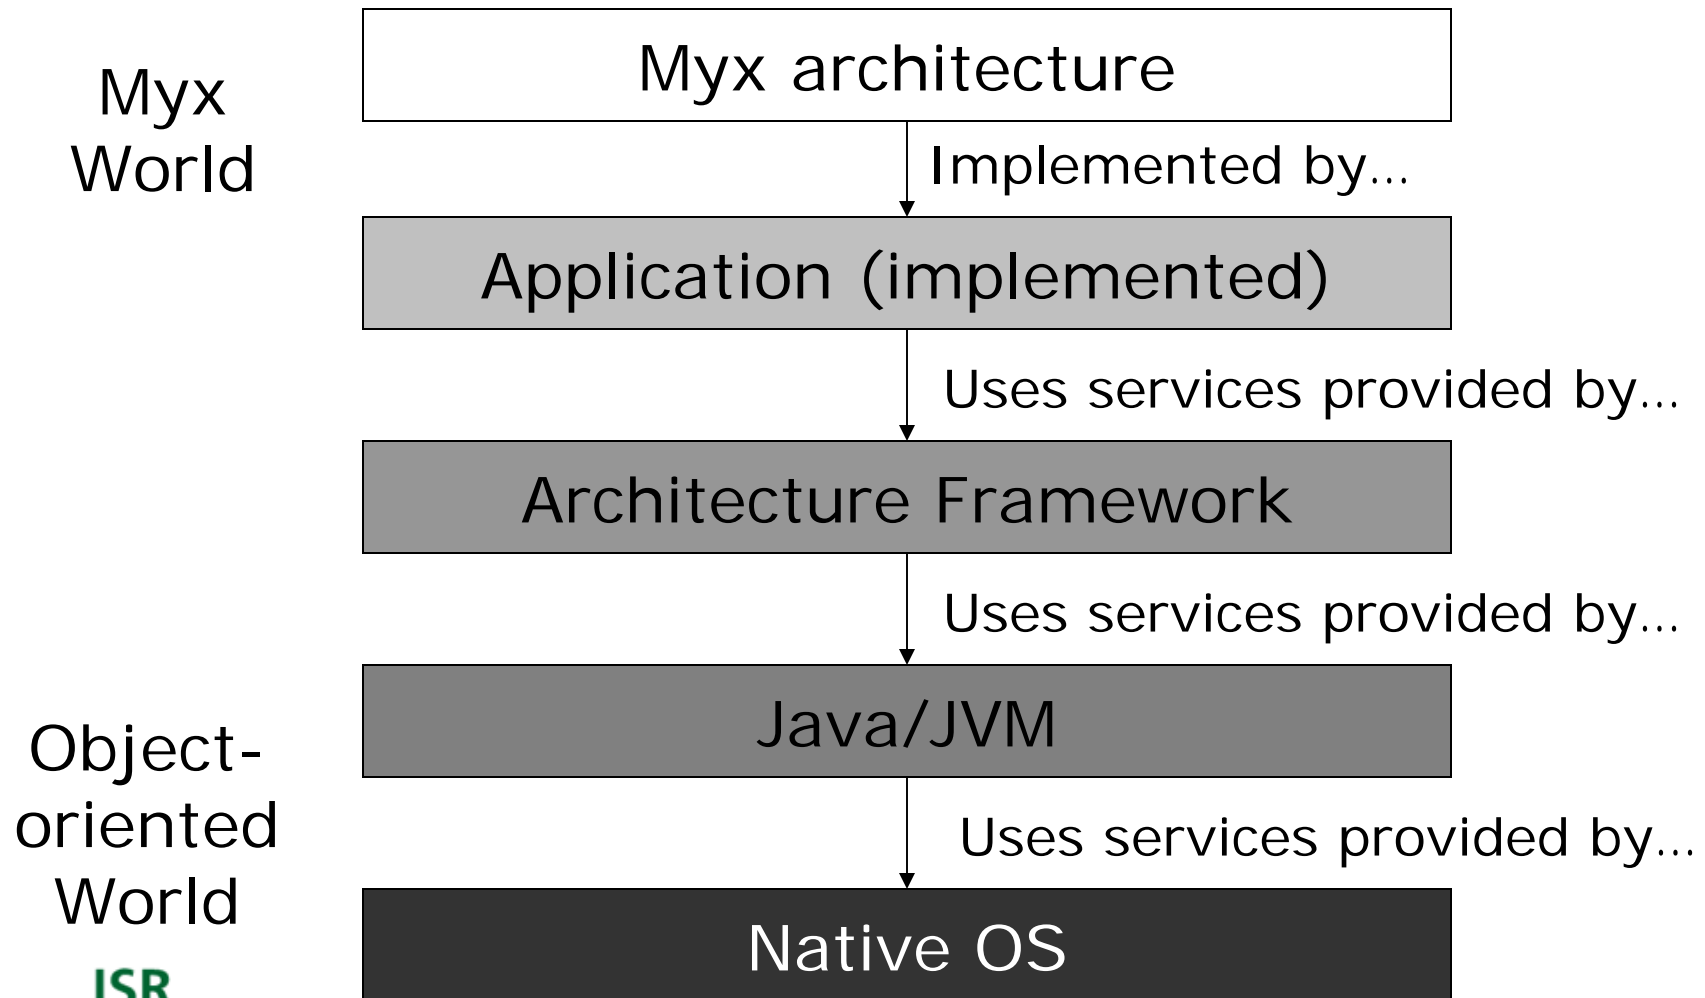 Myx architecture
Myx
World
Implemented by...
Application (implemented)
Uses services provided by...
Architecture Framework
Uses services provided by...
Java/JVM
Object-
oriented
World
Uses services provided by...
Native OS
ISR